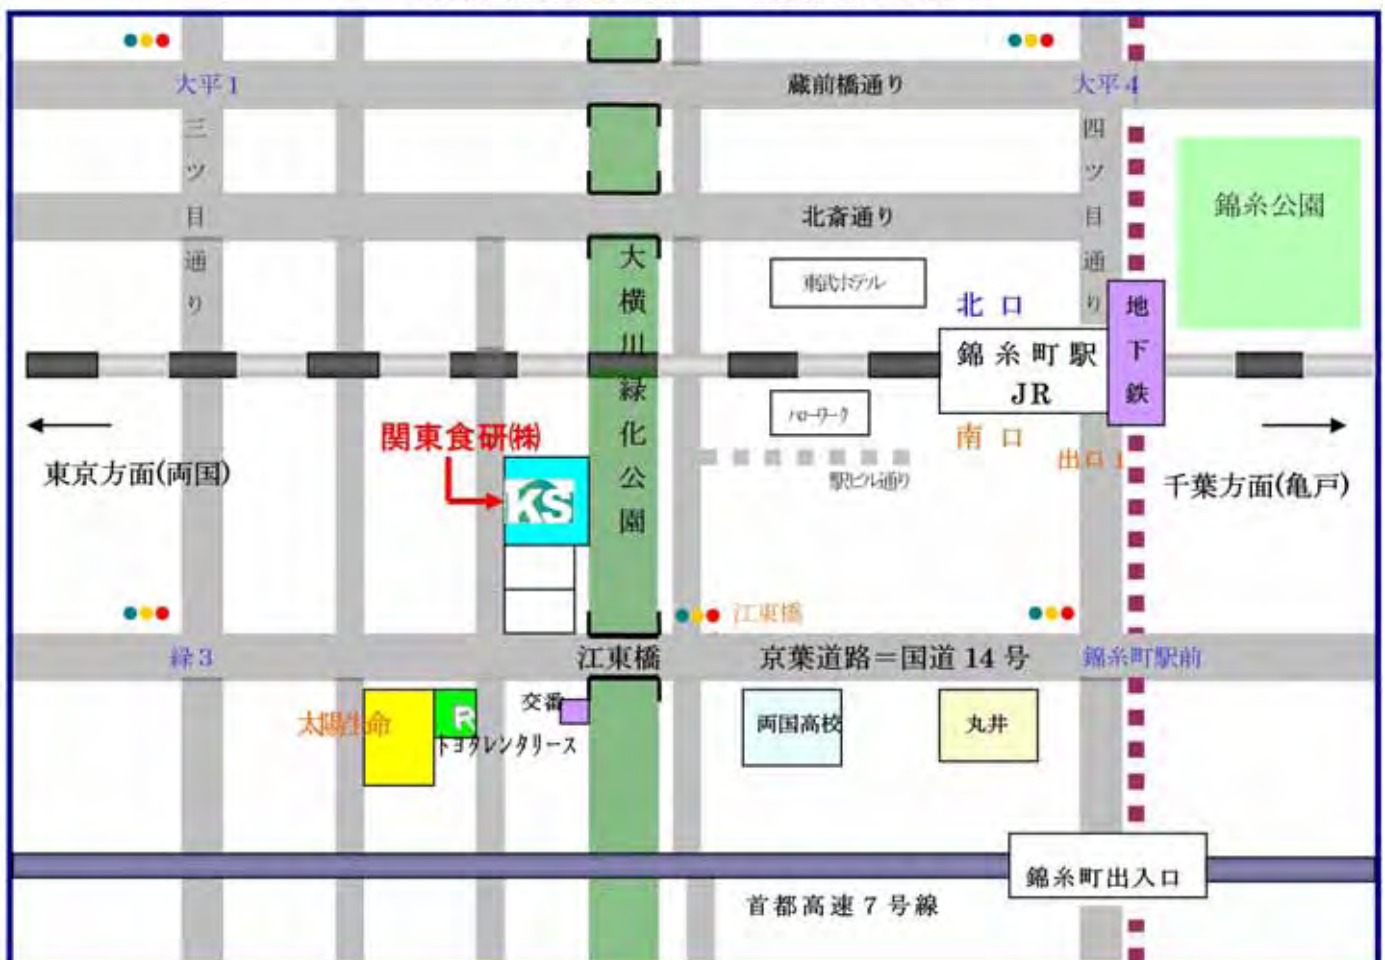 大平1
蔵前橋通り
大平4
三ツ目通り
四ツ目通り
錦糸公園
北斎通り
大横川緑化公園
東武ホテル
北口
地下鉄
錦糸町駅
JR
ハローワーク
南口
出口1
関東食研㈱
KS
東京方面(両国)
駅ビル通り
千葉方面(亀戸)
江東橋
緑3
江東橋
京葉道路＝国道14号
錦糸町駅前
太陽生命
R
トヨタレンタリース
交番
両国高校
丸井
錦糸町出入口
首都高速7号線